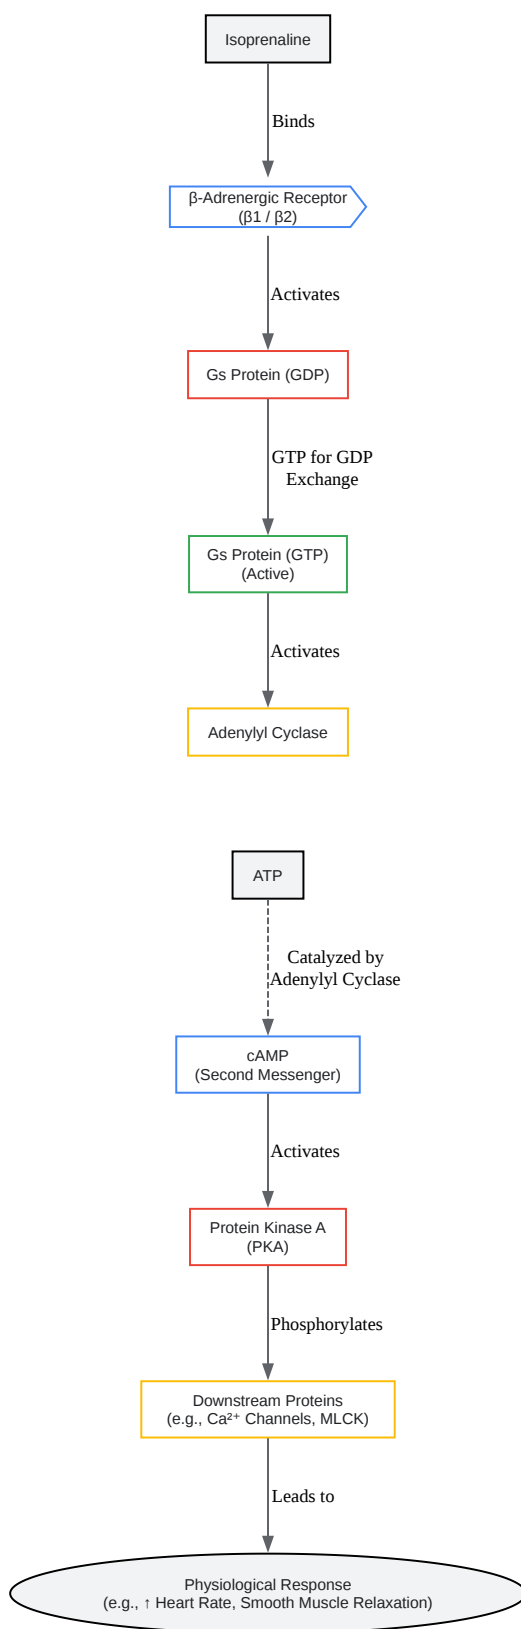 Isoprenaline
Binds
β-Adrenergic Receptor
(β1 / β2)
Activates
Gs Protein (GDP)
GTP for GDP
Exchange
Gs Protein (GTP)
(Active)
Activates
Adenylyl Cyclase
ATP
Catalyzed by
Adenylyl Cyclase
cAMP
(Second Messenger)
Activates
Protein Kinase A
(PKA)
Phosphorylates
Downstream Proteins
(e.g., Ca²⁺ Channels, MLCK)
Leads to
Physiological Response
(e.g., ↑ Heart Rate, Smooth Muscle Relaxation)